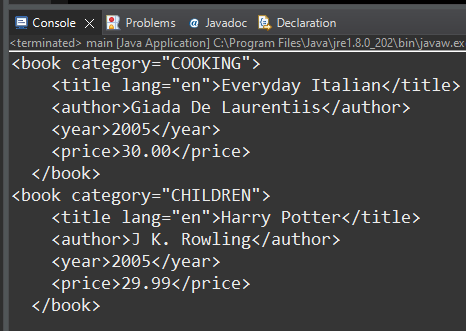 Console Problems Javadoc Declaration
<terminated> main [Java Application] C:\Program Files\Java\jre1.8.0_202\bin\javaw.ex
<book category="COOKING">
    <title lang="en">Everyday Italian</title>
    <author>Giada De Laurentiis</author>
    <year>2005</year>
    <price>30.00</price>
  </book>
<book category="CHILDREN">
    <title lang="en">Harry Potter</title>
    <author>J K. Rowling</author>
    <year>2005</year>
    <price>29.99</price>
  </book>